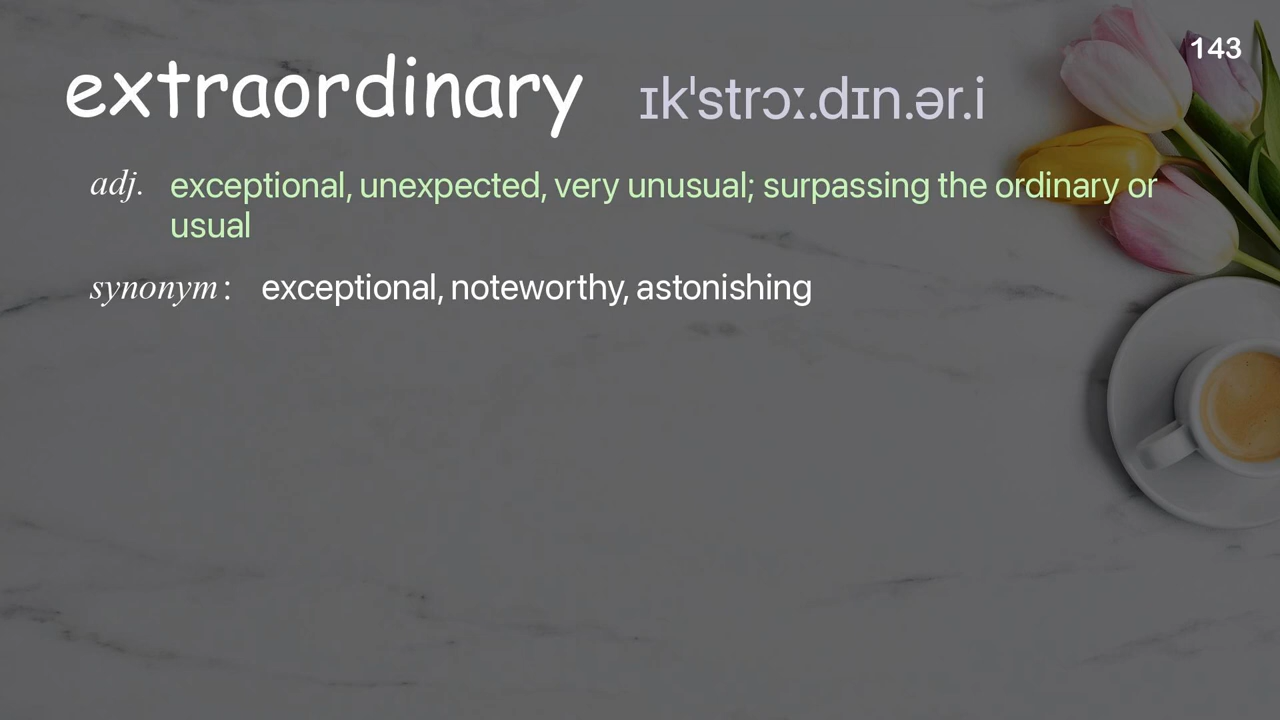 143
extraordinary ɪkˈstrɔː.dɪn.ər.i
adj. exceptional, unexpected, very unusual; surpassing the ordinary or
usual
synonym: exceptional, noteworthy, astonishing